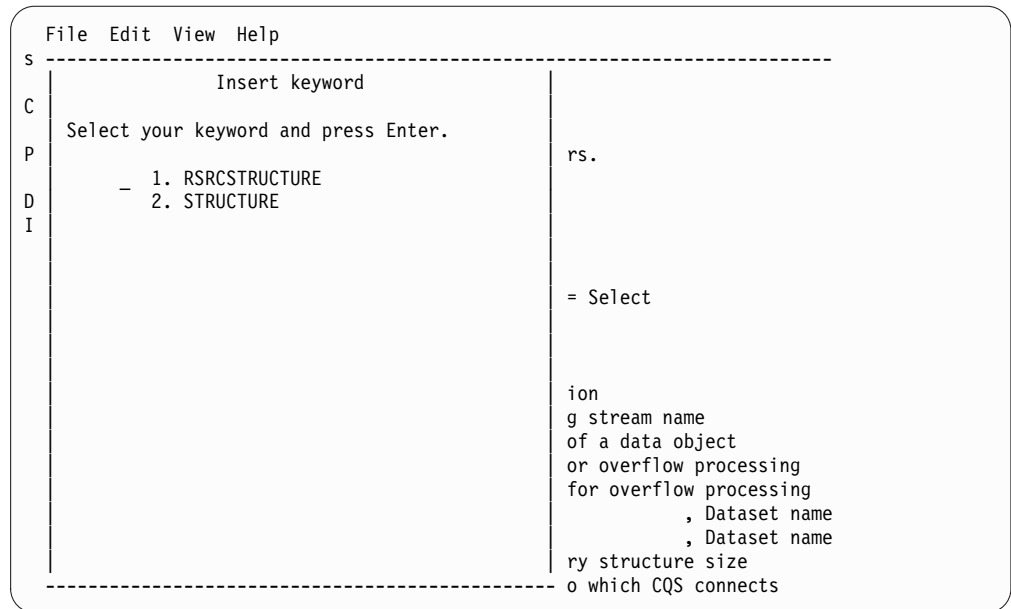 File Edit View Help
s -------------------------------------------------------------------------
Insert keyword
C
Select your keyword and press Enter.
P rs.
_ 1. RSRCSTRUCTURE
D 2. STRUCTURE
I
= Select
ion
g stream name
of a data object
or overflow processing
for overflow processing
, Dataset name
, Dataset name
ry structure size
----------------------------------------------- o which CQS connects